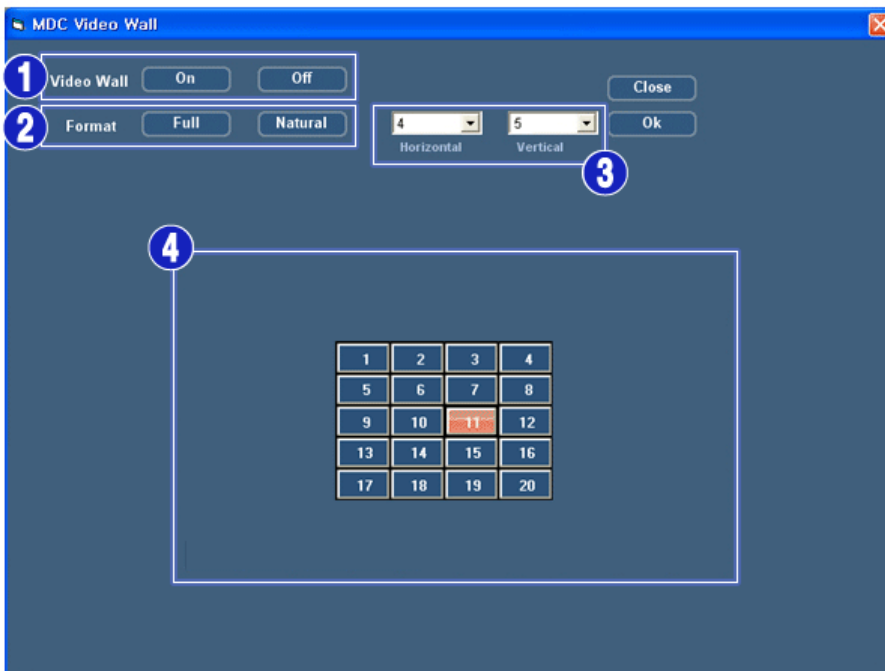 MDC Video Wall
1 Video Wall On Off
Close
2 Format Full Natural 4 5 Ok
Horizontal Vertical
3
4
1 2 3 4
5 6 7 8
9 10 11 12
13 14 15 16
17 18 19 20